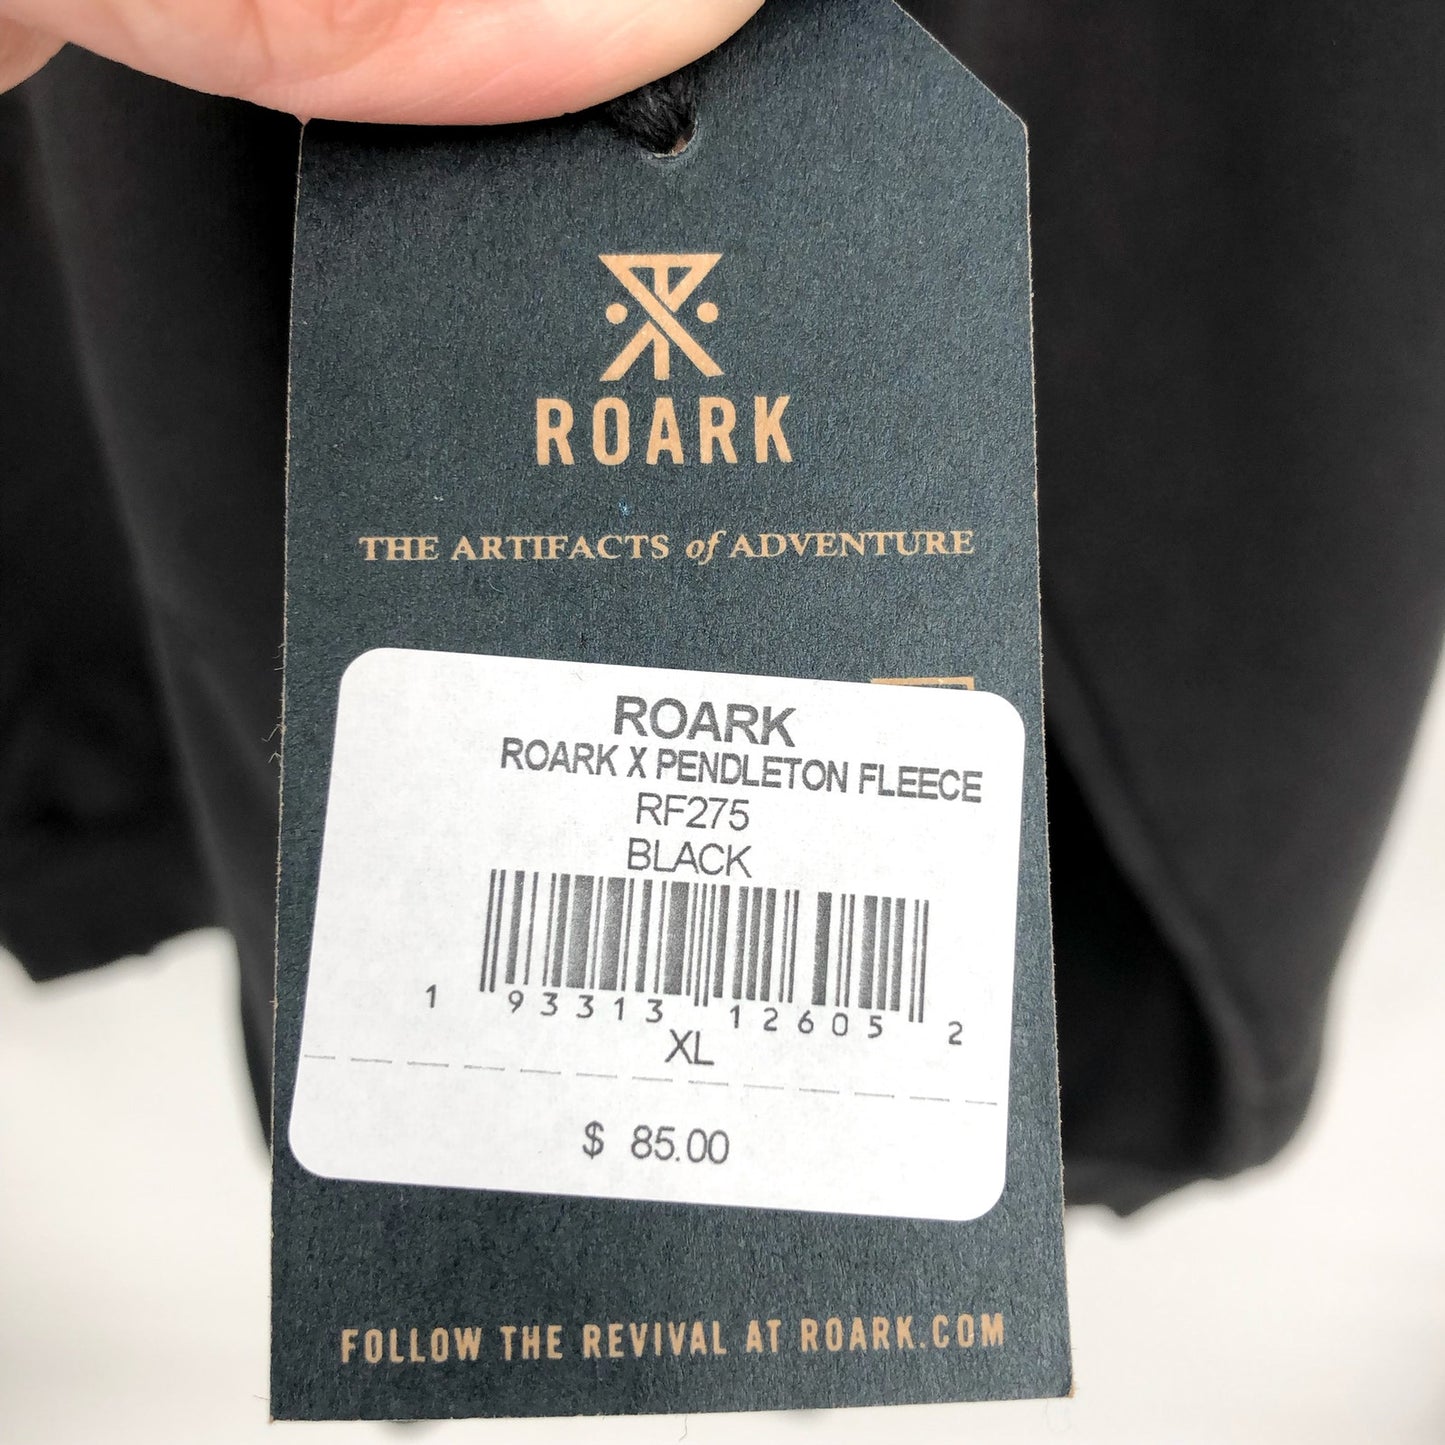 ROARK
THE ARTIFACTS of ADVENTURE
ROARK
ROARK X PENDLETON FLEECE
RF275
BLACK
1 93313 12605 2
XL
$ 85.00
FOLLOW THE REVIVAL AT ROARK.COM